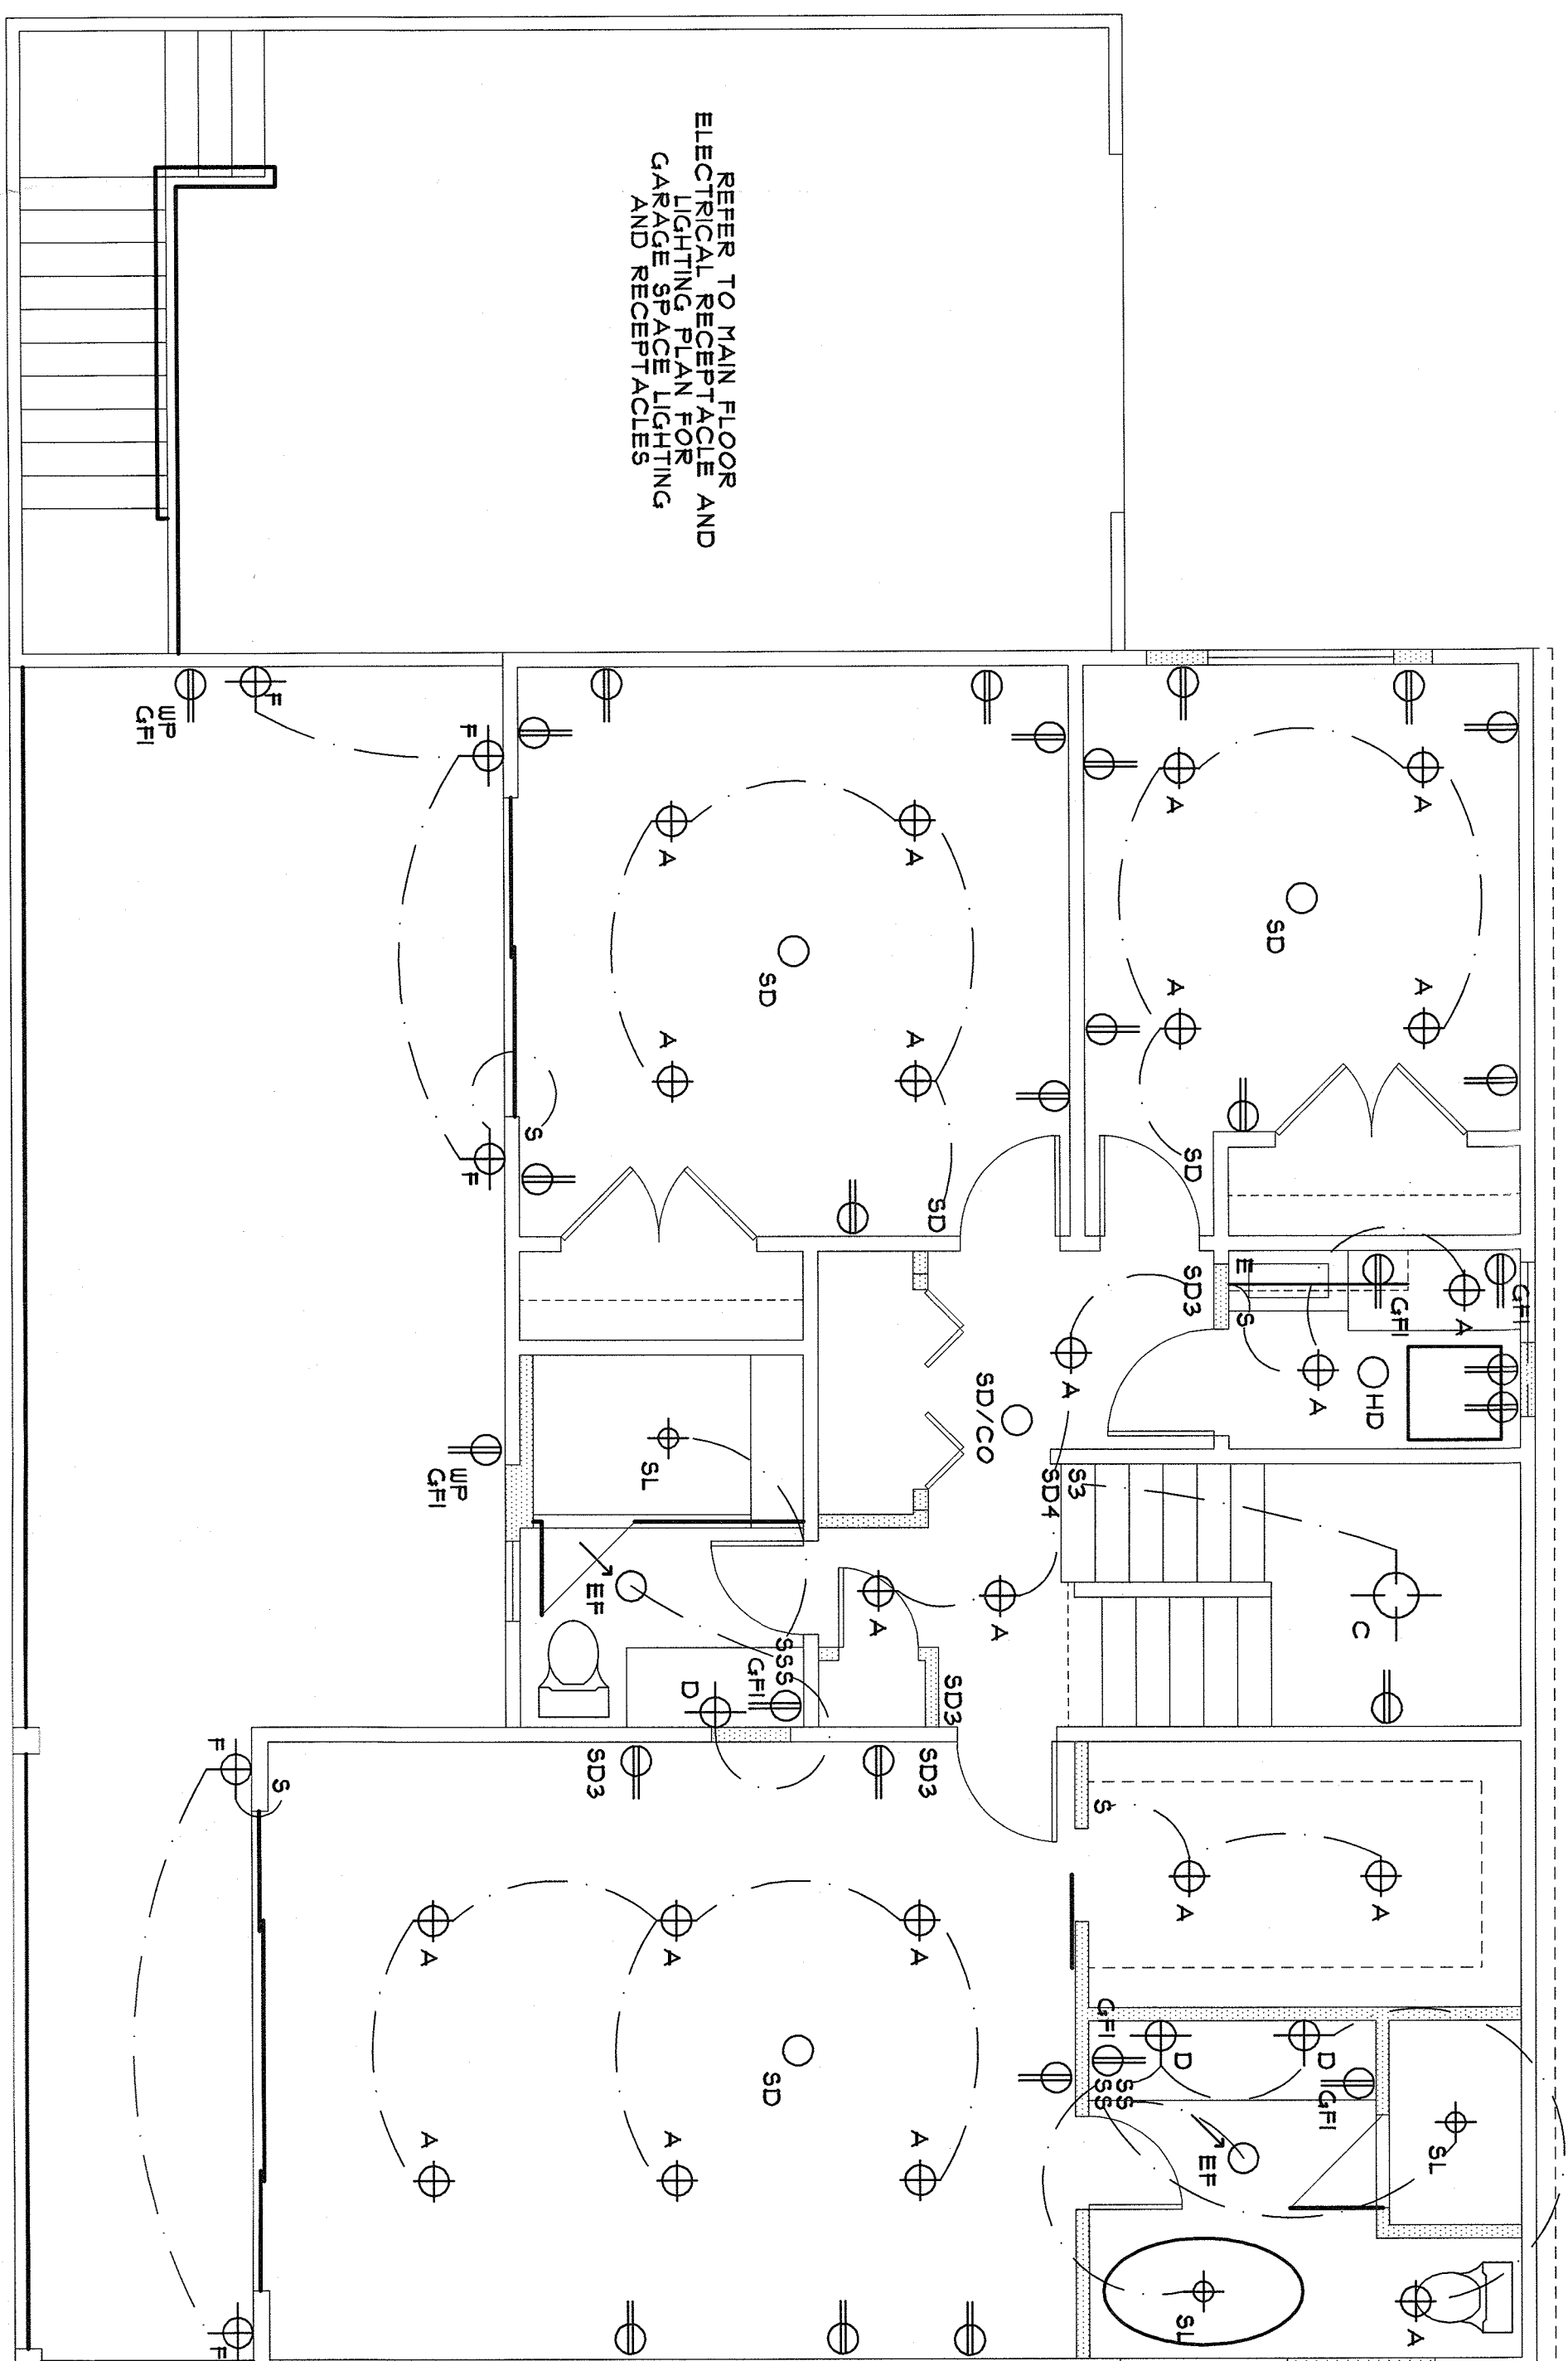 REFER TO MAIN FLOOR
ELECTRICAL RECEPTACLE AND
LIGHTING PLAN FOR
GARAGE SPACE LIGHTING
AND RECEPTACLES
WP
GFI
F
F
S
F
A
A
SD
A
A
SD
A
A
SD
A
A
SD
SD3
E
S
GFI
A
GFI
A
HD
A
SD/CO
S3
SD4
C
SL
WP
GFI
EF
SSS
GFI
D
A
A
SD3
SD3
SD3
F
S
F
A
A
A
SD
A
A
A
S
A
A
GFI
D
D
GFI
SS
SS
EF
SL
SL
A